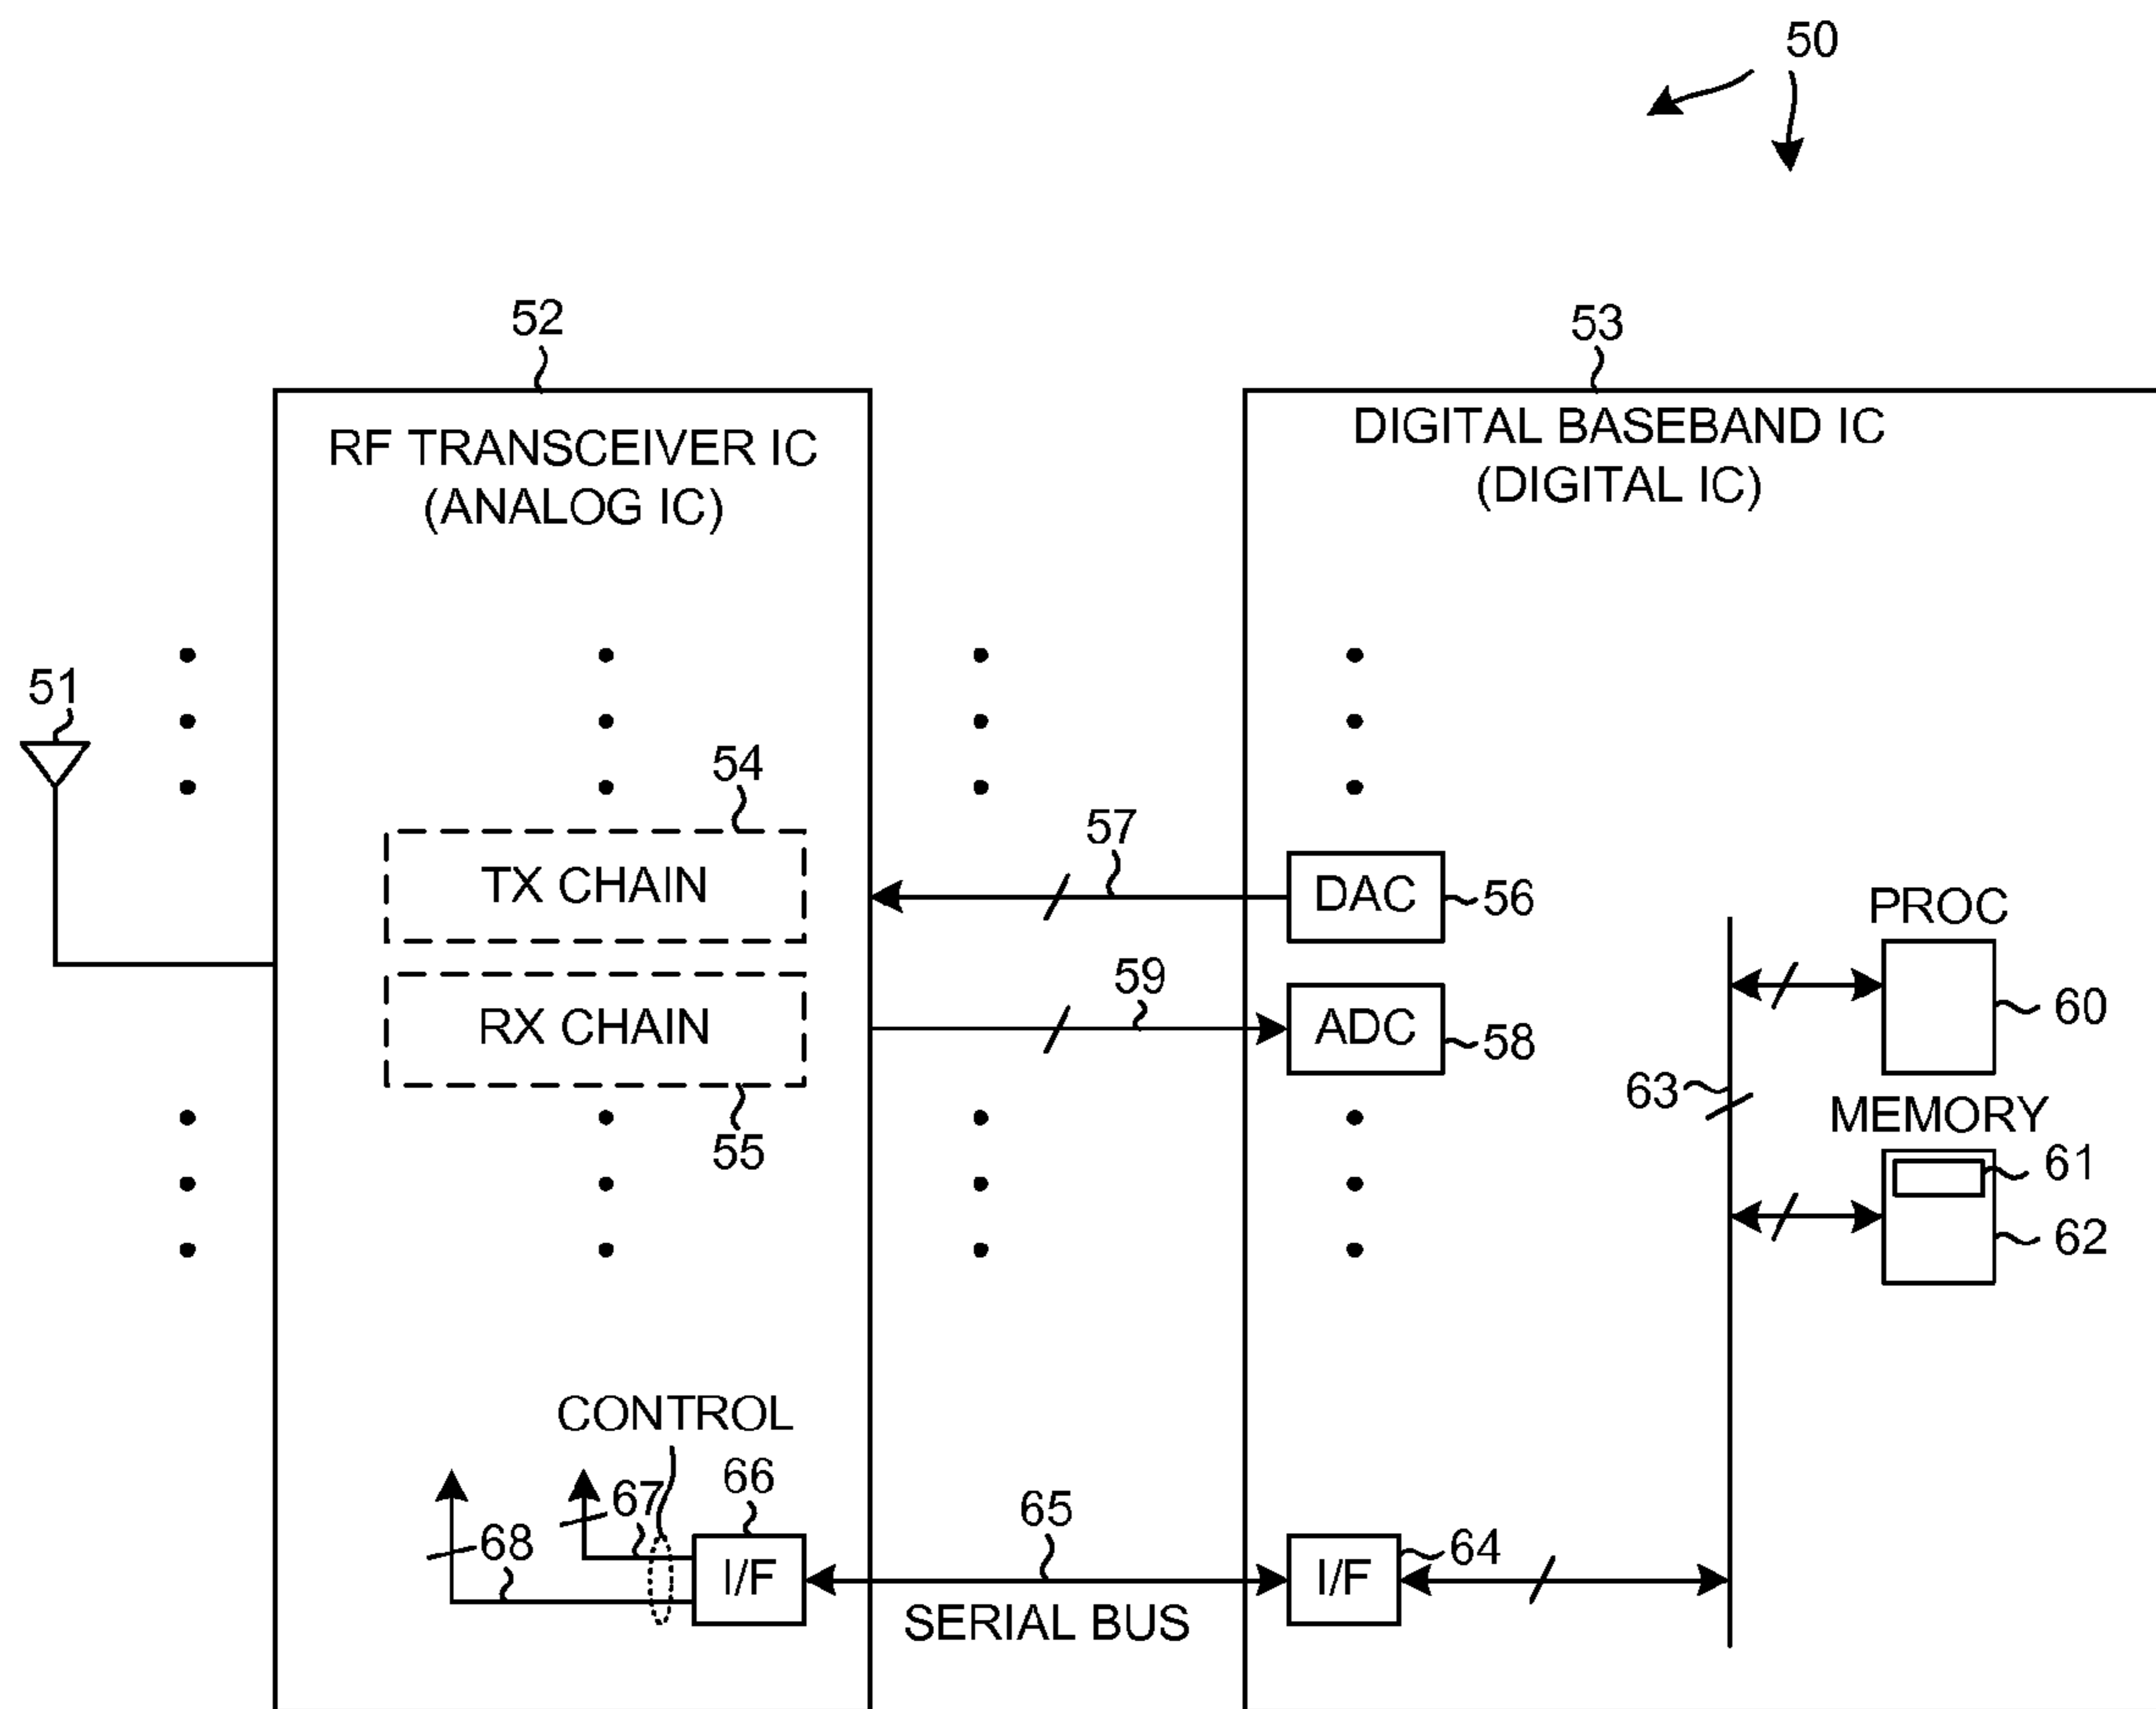 50
52
53
RF TRANSCEIVER IC
(ANALOG IC)
DIGITAL BASEBAND IC
(DIGITAL IC)
51
54
TX CHAIN
57
DAC
56
PROC
60
RX CHAIN
59
ADC
58
55
63
MEMORY
61
62
CONTROL
67
66
68
I/F
65
SERIAL BUS
I/F
64